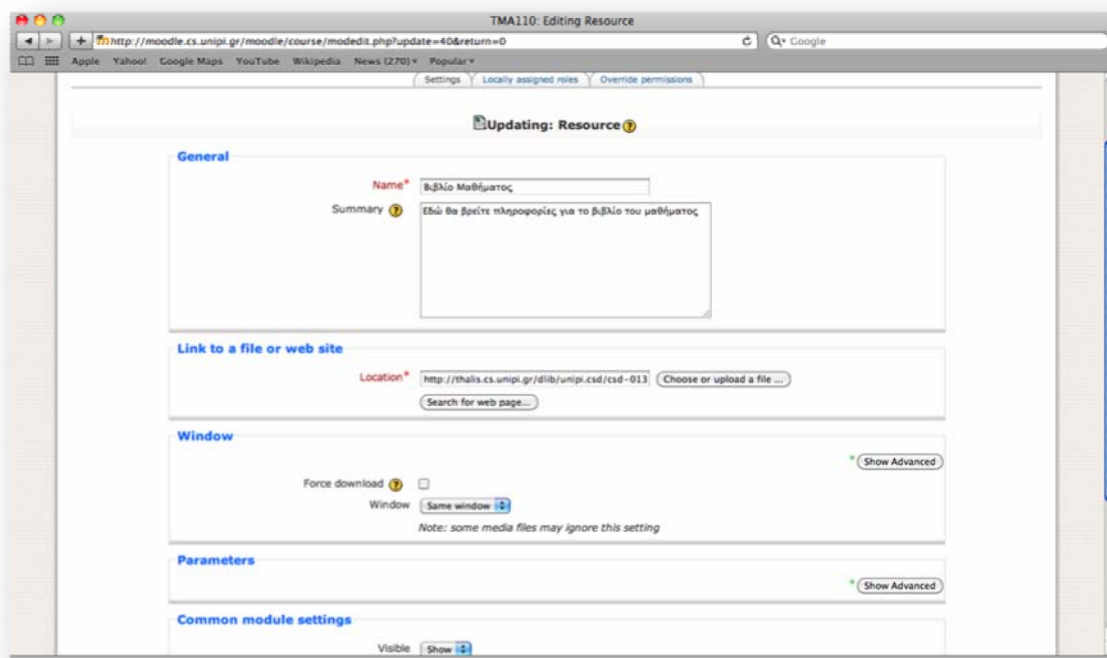 TMA110: Editing Resource
http://moodle.cs.unipi.gr/moodle/course/modedit.php?update=40&return=0
Google
Apple Yahoo! Google Maps YouTube Wikipedia News (270) Popular
Settings Locally assigned roles Override permissions
Updating: Resource
General
Name* Βιβλίο Μαθήματος
Summary Εδώ θα βρείτε πληροφορίες για το βιβλίο του μαθήματος
Link to a file or web site
Location* http://thalis.cs.unipi.gr/dlib/unipi.csd/csd-013 Choose or upload a file ...
Search for web page...
Window
* Show Advanced
Force download
Window Same window
Note: some media files may ignore this setting
Parameters
* Show Advanced
Common module settings
Visible Show